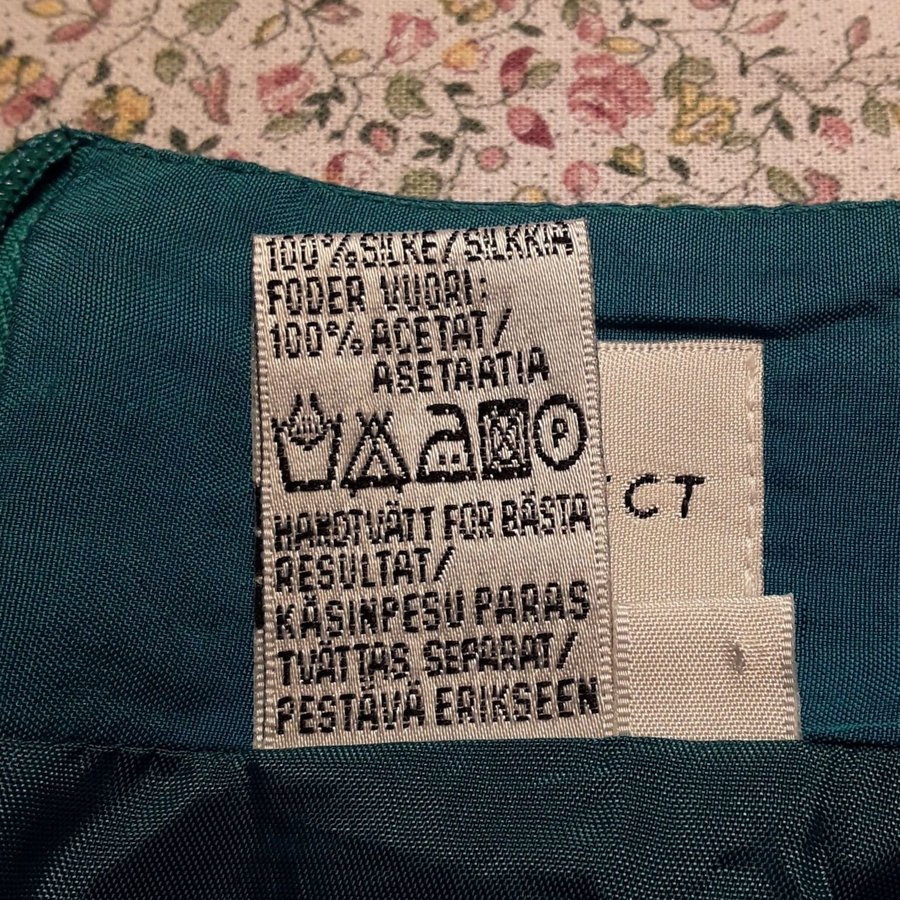 100% SILKE/SILKKIA
FODER VUORI:
100% ACETAT/
ASETAATIA
P
HANDTVÄTT FÖR BÄSTA
RESULTAT/
KÄSINPESU PARAS
TVÄTTAS SEPARAT/
PESTÄVÄ ERIKSEEN
CT